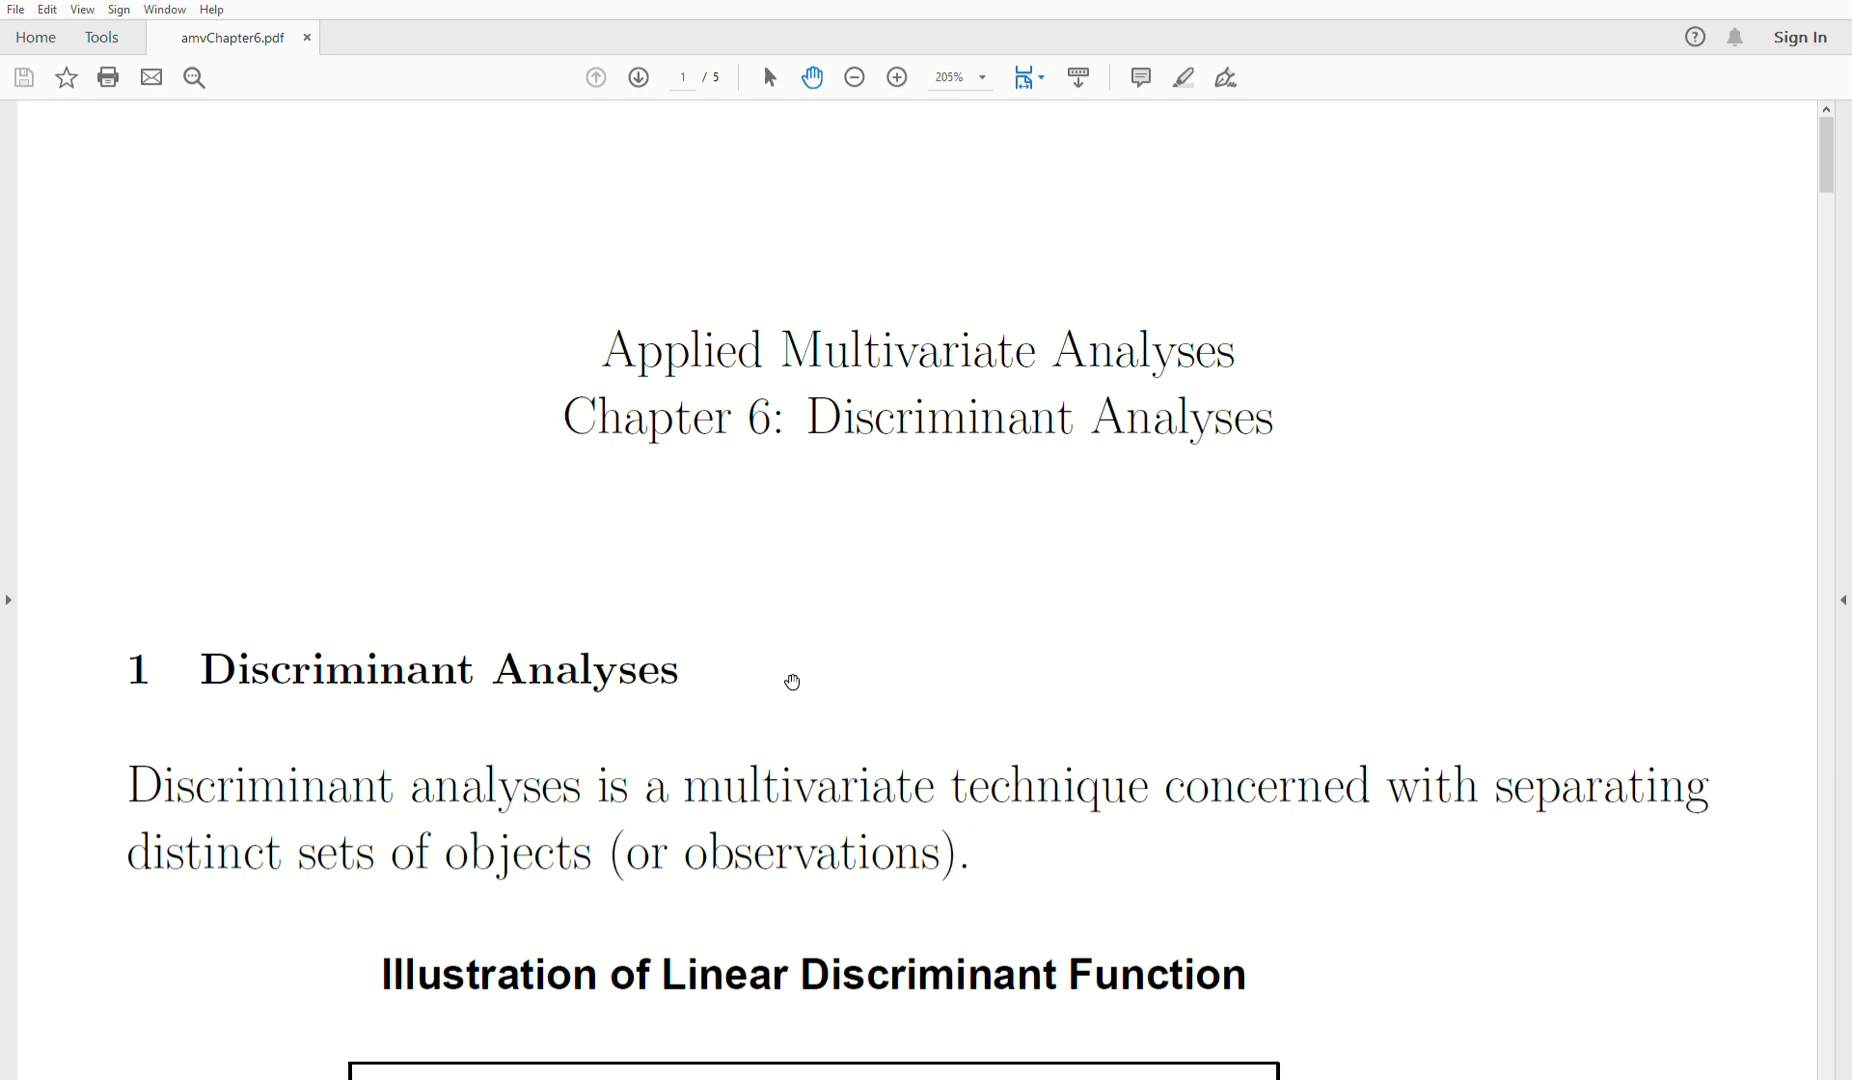 File Edit View Sign Window Help
Home Tools amvChapter6.pdf × Sign In
1 / 5 205%
Applied Multivariate Analyses
Chapter 6: Discriminant Analyses
1 Discriminant Analyses
Discriminant analyses is a multivariate technique concerned with separating
distinct sets of objects (or observations).
Illustration of Linear Discriminant Function